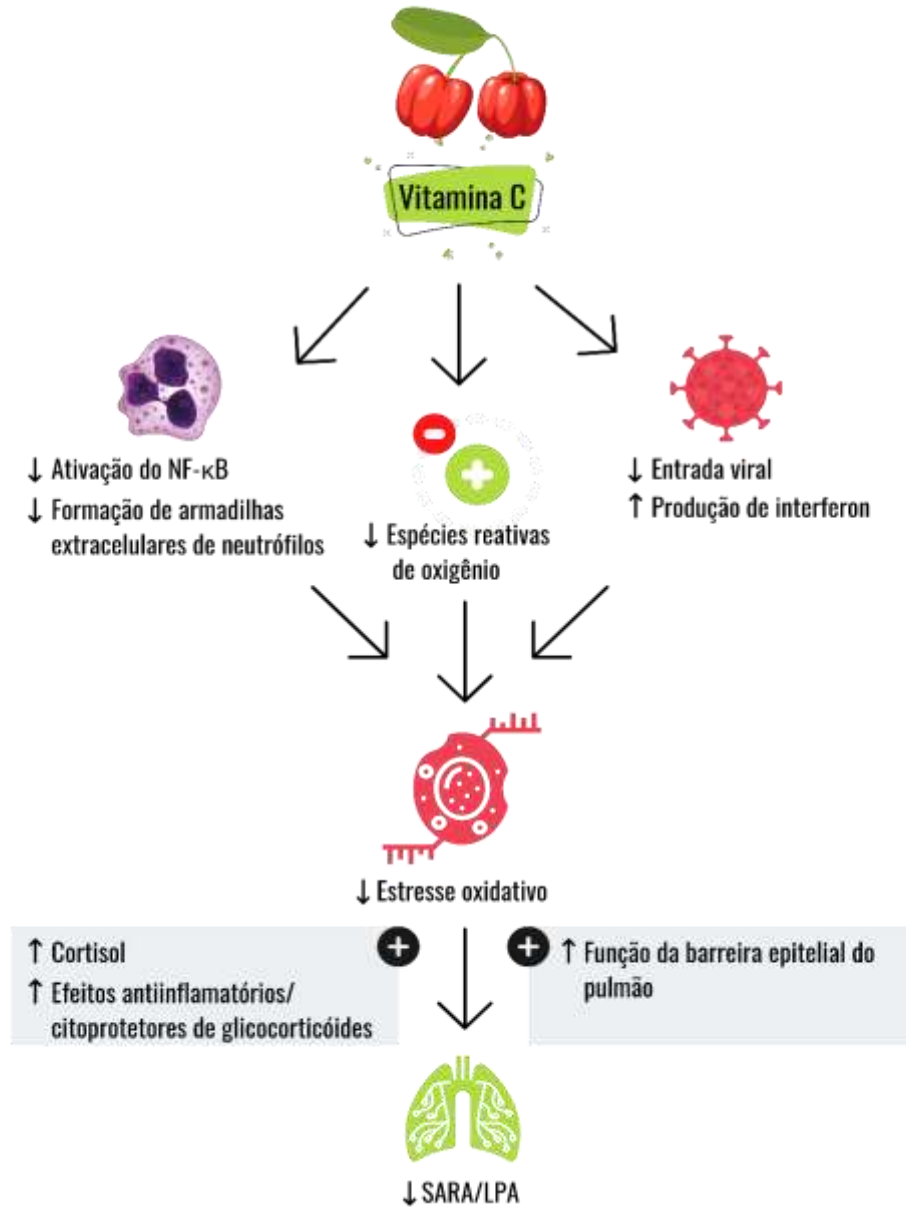 Vitamina C
↓ Ativação do NF-κB
↓ Formação de armadilhas
extracelulares de neutrófilos
↓ Espécies reativas
de oxigênio
↓ Entrada viral
↑ Produção de interferon
↓ Estresse oxidativo
↑ Cortisol
↑ Efeitos antiinflamatórios/
citoprotetores de glicocorticóides
↑ Função da barreira epitelial do
pulmão
↓ SARA/LPA